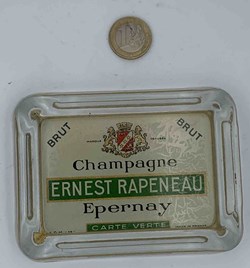 BRUT
BRUT
Champagne
ERNEST RAPENEAU
Epernay
CARTE VERTE